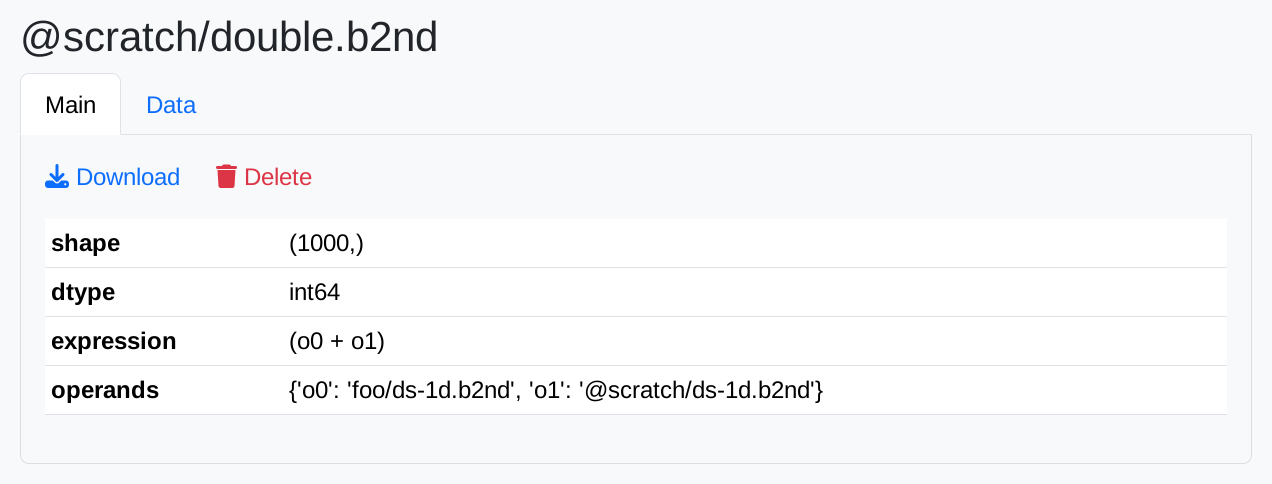 @scratch/double.b2nd
Main Data
Download Delete
shape (1000,)
dtype int64
expression (o0 + o1)
operands {'o0': 'foo/ds-1d.b2nd', 'o1': '@scratch/ds-1d.b2nd'}